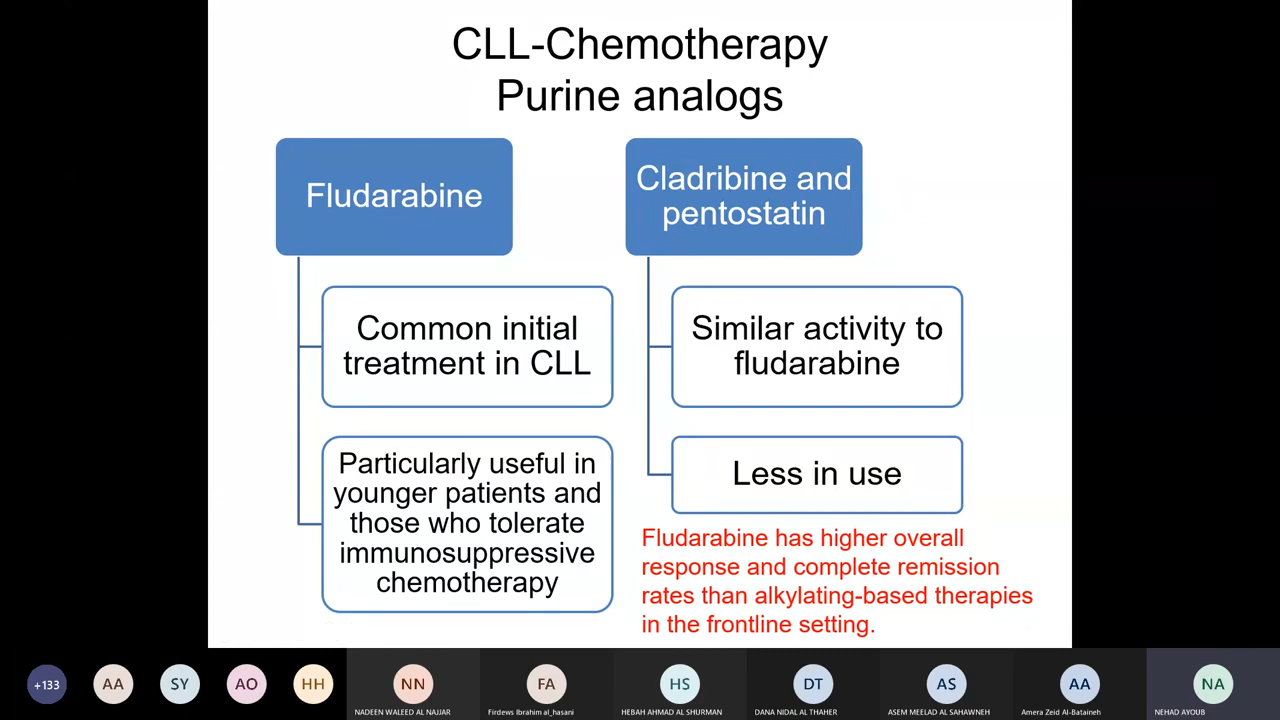 CLL-Chemotherapy
Purine analogs
Fludarabine
Common initial
treatment in CLL
Particularly useful in
younger patients and
those who tolerate
immunosuppressive
chemotherapy
Cladribine and
pentostatin
Similar activity to
fludarabine
Less in use
Fludarabine has higher overall
response and complete remission
rates than alkylating-based therapies
in the frontline setting.
+133
AA
SY
AO
HH
NN
NADEEN WALEED AL NAJJAR
FA
Firdews Ibrahim al_hasani
HS
HEBAH AHMAD AL SHURMAN
DT
DANA NIDAL AL THAHER
AS
ASEM MEELAD AL SAHAWNEH
AA
Amera Zeid Al-Bataineh
NA
NEHAD AYOUB